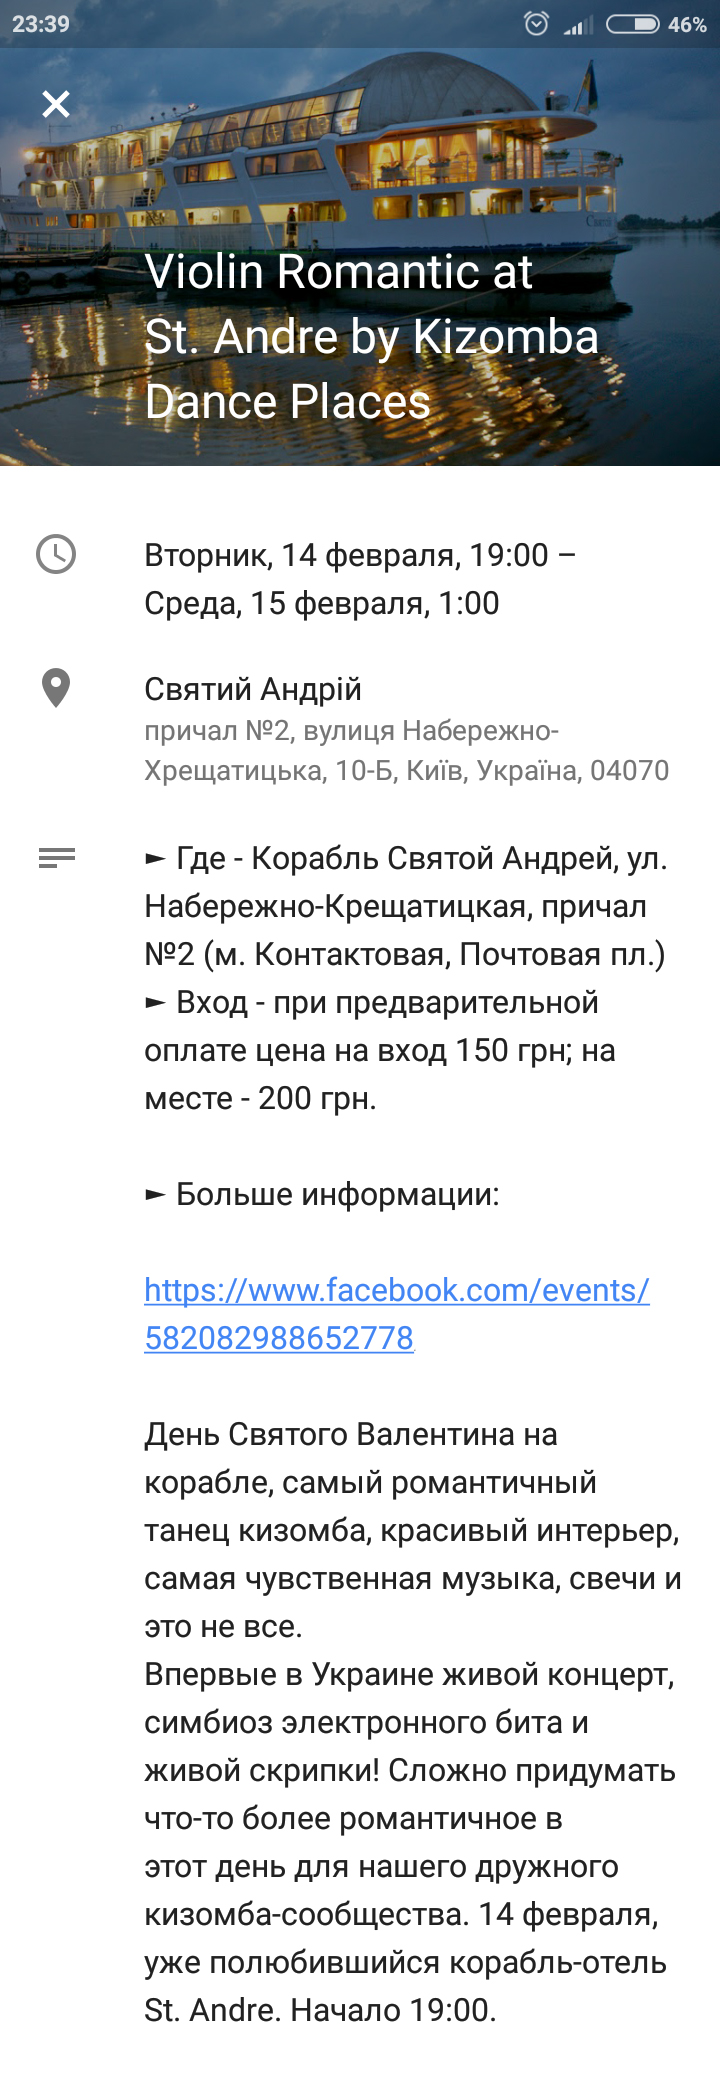 23:39
46%
Violin Romantic at
St. Andre by Kizomba
Dance Places
Вторник, 14 февраля, 19:00 –
Среда, 15 февраля, 1:00
Святий Андрій
причал №2, вулиця Набережно-
Хрещатицька, 10-Б, Київ, Україна, 04070
► Где - Корабль Святой Андрей, ул.
Набережно-Крещатицкая, причал
№2 (м. Контактовая, Почтовая пл.)
► Вход - при предварительной
оплате цена на вход 150 грн; на
месте - 200 грн.
► Больше информации:
https://www.facebook.com/events/
582082988652778
День Святого Валентина на
корабле, самый романтичный
танец кизомба, красивый интерьер,
самая чувственная музыка, свечи и
это не все.
Впервые в Украине живой концерт,
симбиоз электронного бита и
живой скрипки! Сложно придумать
что-то более романтичное в
этот день для нашего дружного
кизомба-сообщества. 14 февраля,
уже полюбившийся корабль-отель
St. Andre. Начало 19:00.